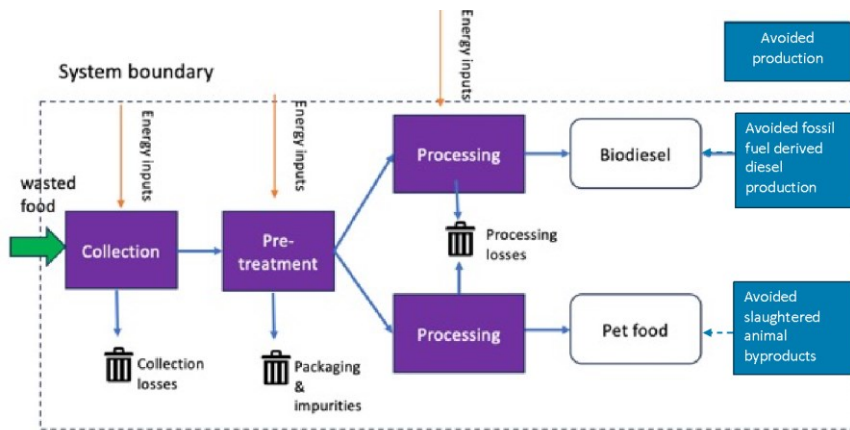 Avoided
production
System boundary
Energy inputs
Energy inputs
Energy inputs
wasted
food
Collection
Pre-
treatment
Processing
Processing
Biodiesel
Avoided fossil
fuel derived
diesel
production
Processing
losses
Pet food
Avoided
slaughtered
animal
byproducts
Collection
losses
Packaging
&
impurities